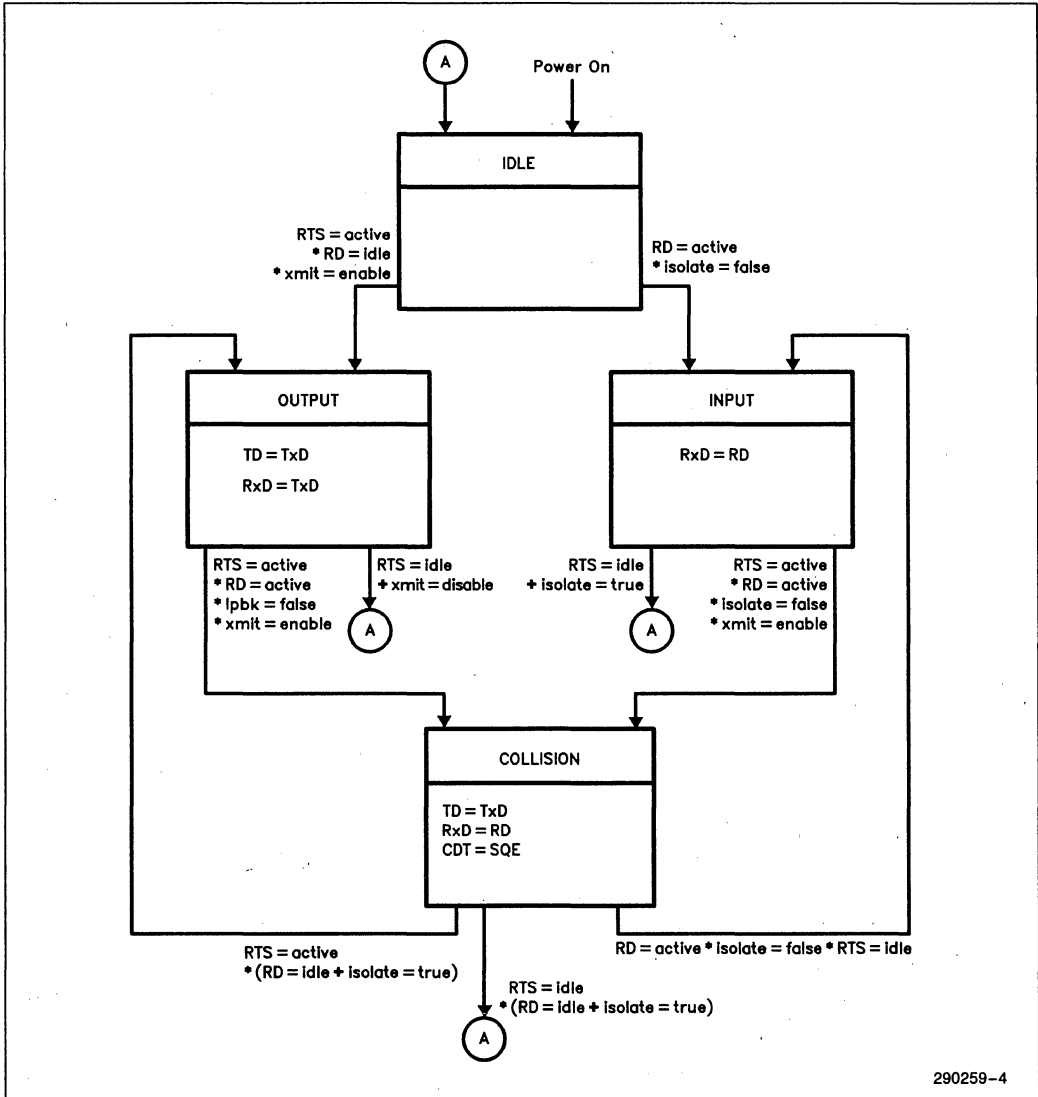 A
Power On
IDLE
RTS = active
* RD = idle
* xmit = enable
RD = active
* isolate = false
OUTPUT
TD = TxD
RxD = TxD
INPUT
RxD = RD
RTS = active
* RD = active
* lpbk = false
* xmit = enable
RTS = idle
+ xmit = disable
A
RTS = idle
+ isolate = true
A
RTS = active
* RD = active
* isolate = false
* xmit = enable
COLLISION
TD = TxD
RxD = RD
CDT = SQE
RTS = active
* (RD = idle + isolate = true)
RTS = idle
* (RD = idle + isolate = true)
A
RD = active * isolate = false * RTS = idle
290259-4